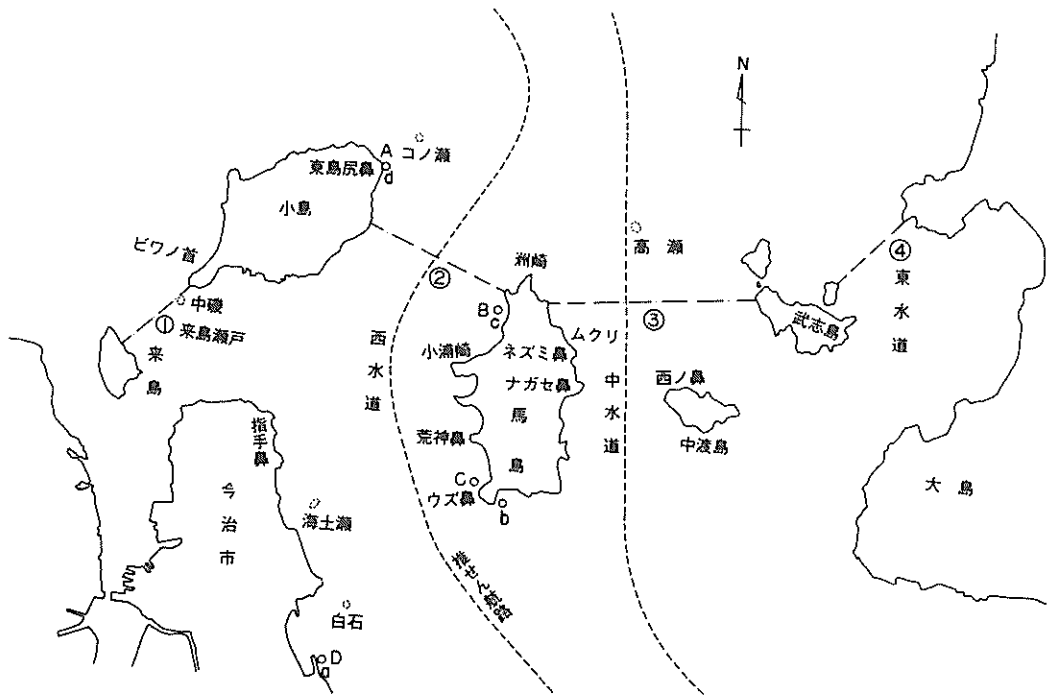 N
A
コノ瀬
東島尻鼻
d
小島
ビワノ首
高瀬
洲崎
④
東水道
②
中磯
B
c
①
来島瀬戸
③
武志島
ムクリ
来島
西水道
小浦崎
ネズミ鼻
ナガセ鼻
中水道
西ノ鼻
中渡島
指手鼻
荒神鼻
馬島
C
ウズ鼻
b
大島
今治市
海士瀬
推せん航路
白石
D
a